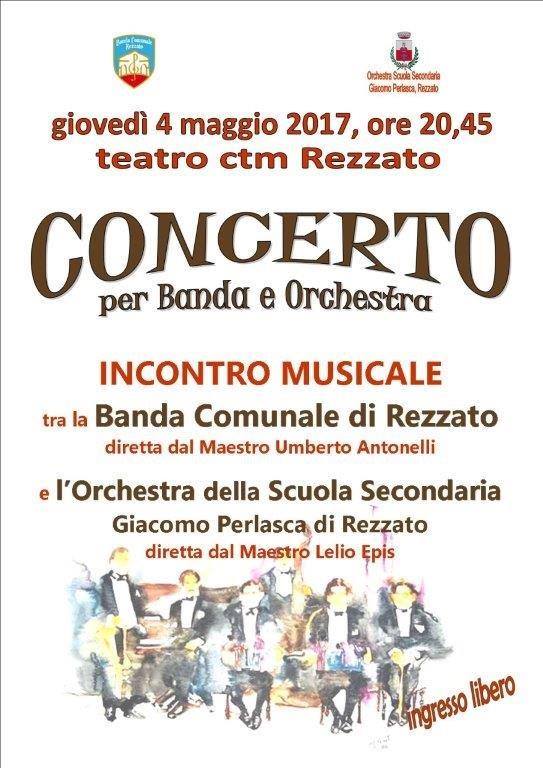 Banda Comunale
Rezzato
Orchestra Scuola Secondaria
Giacomo Perlasca, Rezzato
giovedì 4 maggio 2017, ore 20,45
teatro ctm Rezzato
CONCERTO
per Banda e Orchestra
INCONTRO MUSICALE
tra la Banda Comunale di Rezzato
diretta dal Maestro Umberto Antonelli
e l’Orchestra della Scuola Secondaria
Giacomo Perlasca di Rezzato
diretta dal Maestro Lelio Epis
ingresso libero